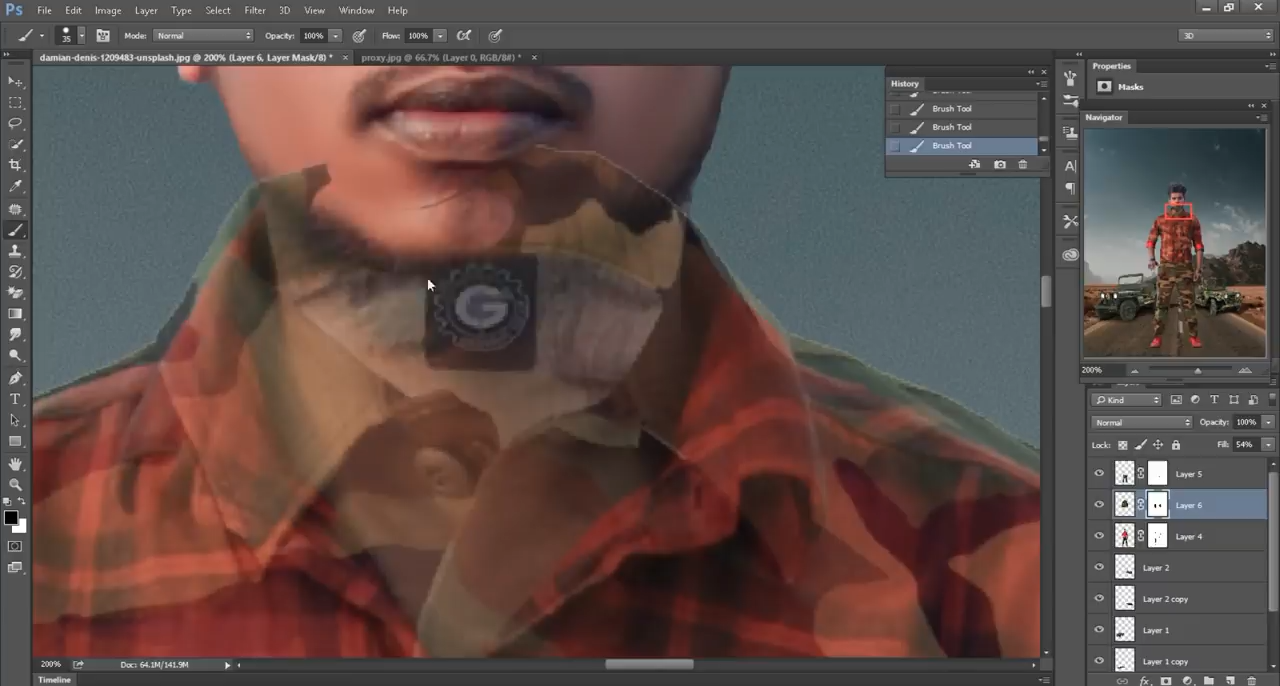 Ps File Edit Image Layer Type Select Filter 3D View Window Help
35 Mode: Normal Opacity: 100% Flow: 100% 3D
damian-denis-1209483-unsplash.jpg @ 200% (Layer 6, Layer Mask/8) * × proxy.jpg @ 66.7% (Layer 0, RGB/8#) * ×
Properties
Masks
History
Brush Tool
Brush Tool
Brush Tool
Navigator
200%
G
Kind
Normal Opacity: 100%
Lock: Fill: 54%
Layer 5
Layer 6
Layer 4
Layer 2
Layer 2 copy
Layer 1
Layer 1 copy
200% Doc: 64.1M/141.9M
Timeline